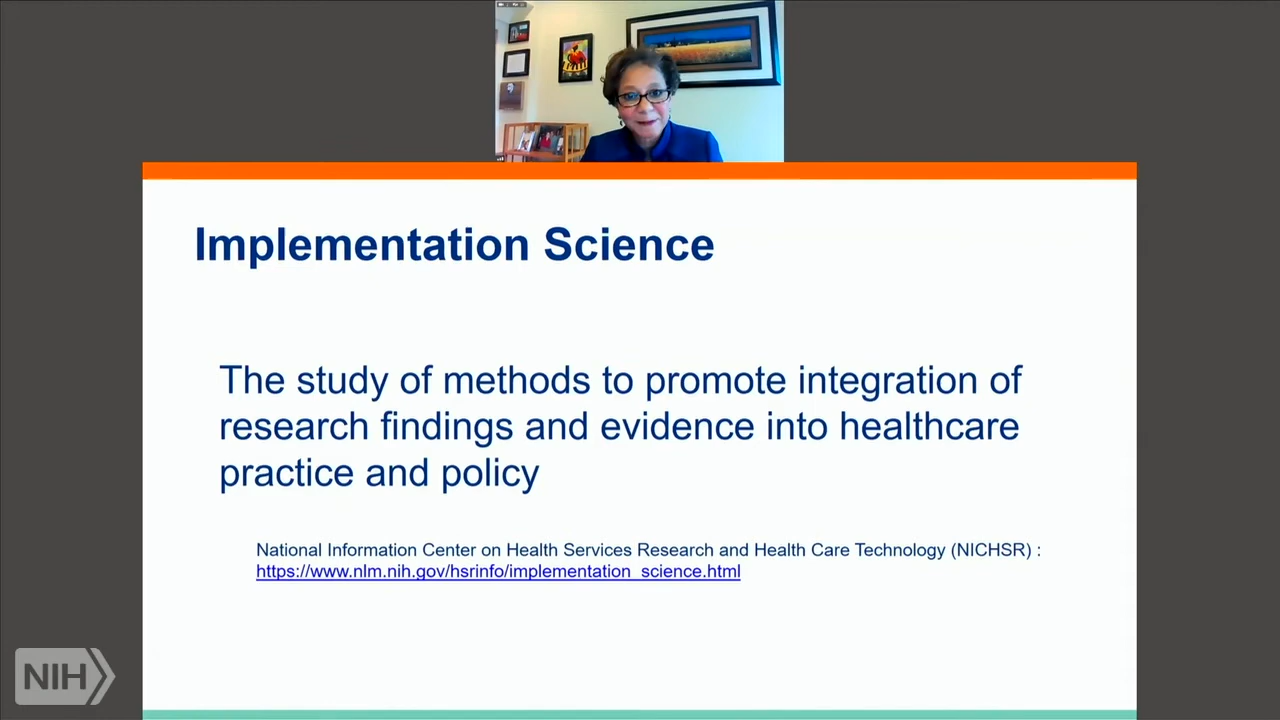 Implementation Science
The study of methods to promote integration of
research findings and evidence into healthcare
practice and policy
National Information Center on Health Services Research and Health Care Technology (NICHSR) :
https://www.nlm.nih.gov/hsrinfo/implementation_science.html
NIH